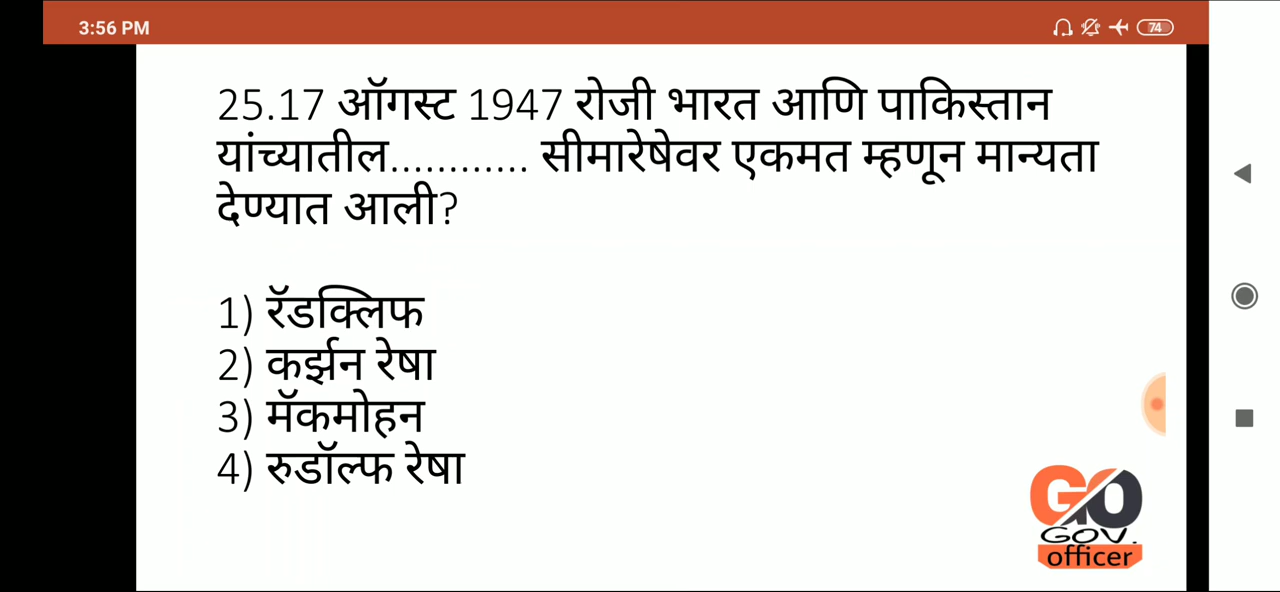 3:56 PM
74
25.17 ऑगस्ट 1947 रोजी भारत आणि पाकिस्तान
यांच्यातील............ सीमारेषेवर एकमत म्हणून मान्यता
देण्यात आली?
1) रॅडक्लिफ
2) कर्झन रेषा
3) मॅकमोहन
4) रुडॉल्फ रेषा
GO
GOV.
officer